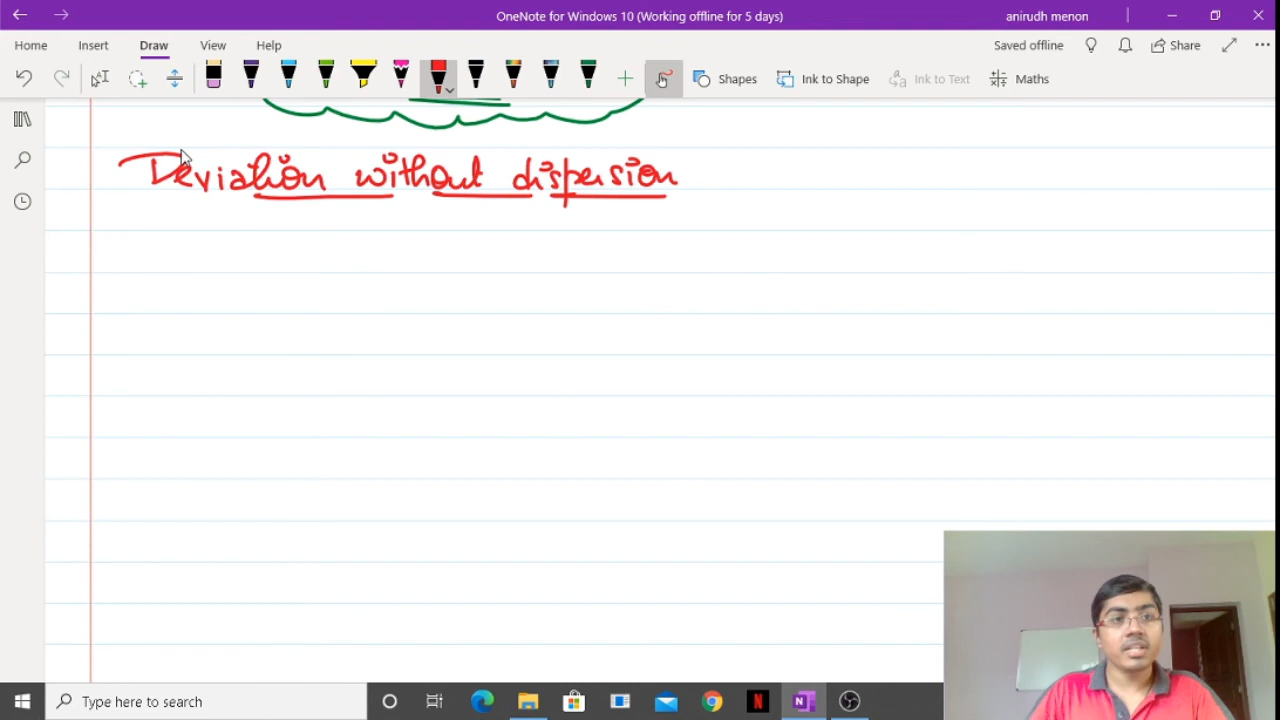 OneNote for Windows 10 (Working offline for 5 days)
anirudh menon
Home Insert Draw View Help
Saved offline
Share
Shapes
Ink to Shape
Ink to Text
Maths
Deviation without dispersion
Type here to search